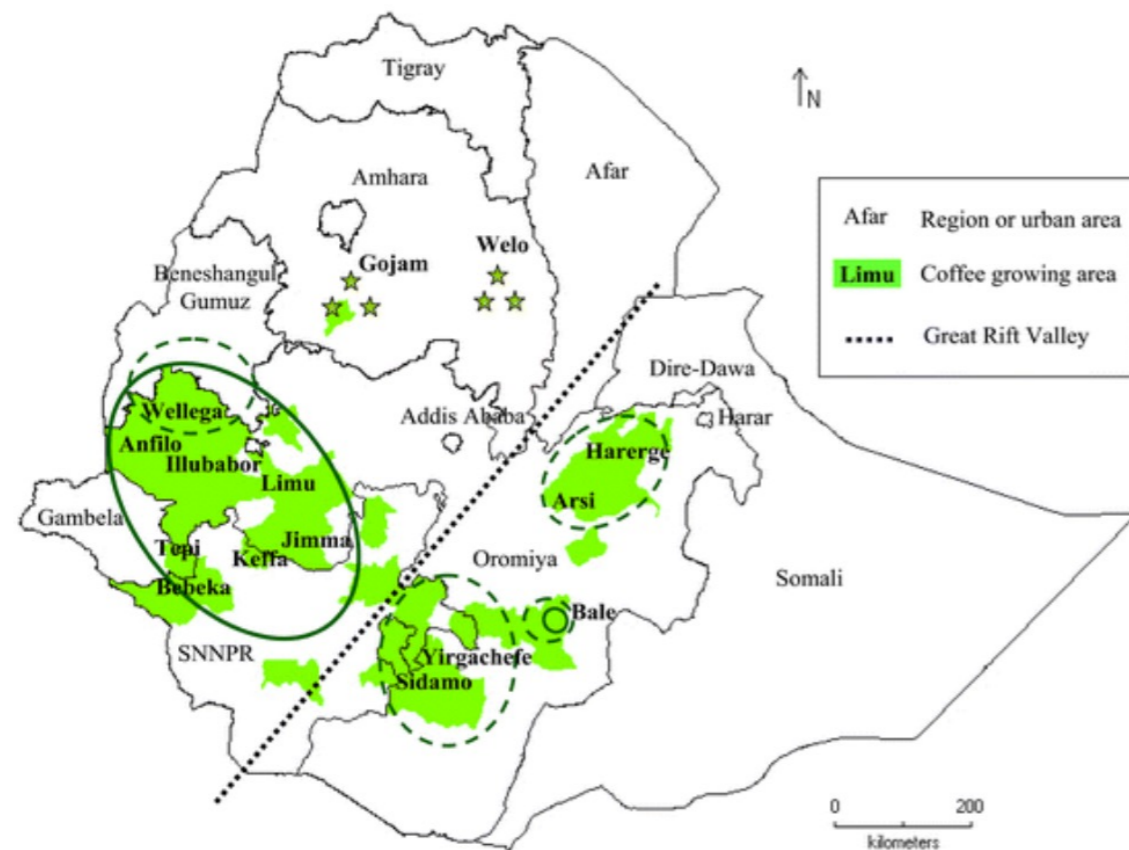 Tigray
N
Amhara
Afar
Afar Region or urban area
Welo
Gojam
Beneshangul
Gumuz
Limu Coffee growing area
Great Rift Valley
Dire-Dawa
Wellega
Addis Ababa
Harar
Anfilo
Illubabor
Harerge
Limu
Arsi
Gambela
Tepi
Jimma
Keffa
Oromiya
Somali
Bebeka
Bale
SNNPR
Yirgachefe
Sidamo
0 200
kilometers